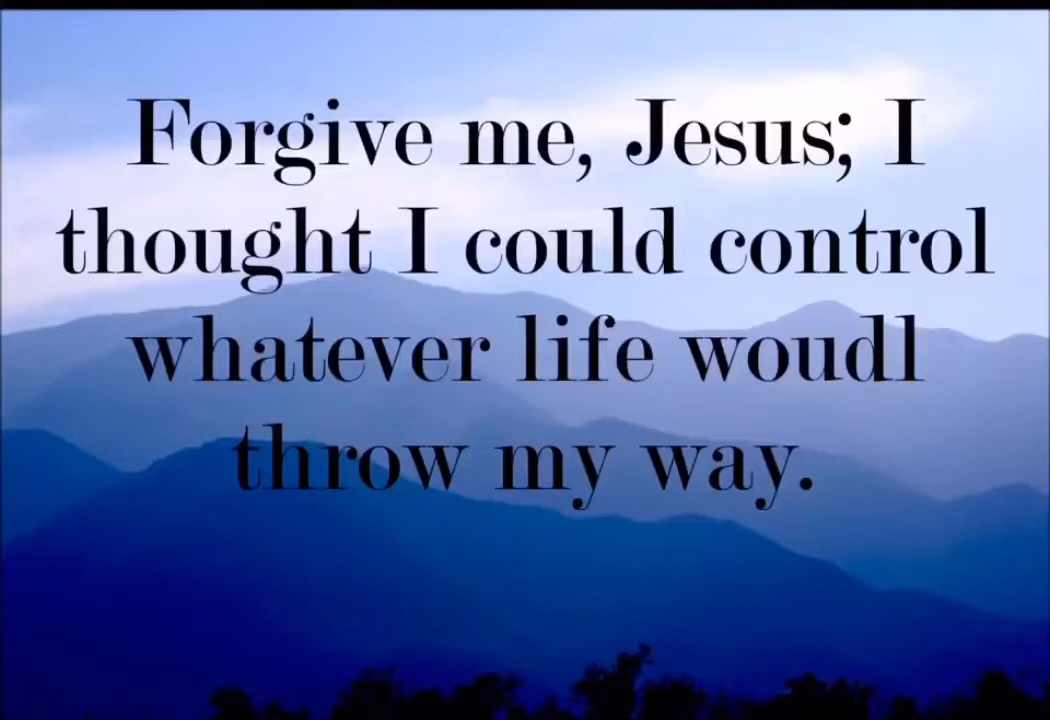 Forgive me, Jesus; I
thought I could control
whatever life woudl
throw my way.